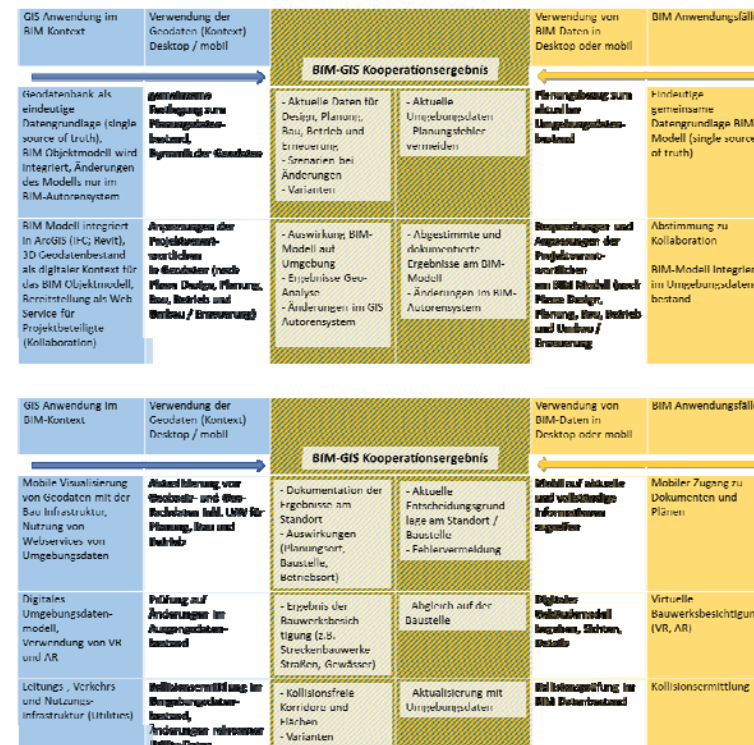 GIS Anwendung im
BIM Kontext
Verwendung der
Geodaten (Kontext)
Desktop / mobil
BIM-GIS Kooperationsergebnis
Verwendung von
BIM Daten in
Desktop oder mobil
BIM Anwendungsfälle
Geodatenbank als
eindeutige
Datengrundlage (single
source of truth),
BIM Objektmodell wird
integriert, Änderungen
des Modells nur im
BIM-Autorensystem
gemeinsame
Festlegung zum
Planungsdaten-
bestand,
Dynamik der Geodaten
- Aktuelle Daten für
Design, Planung,
Bau, Betrieb und
Erneuerung
- Szenarien bei
Änderungen
- Varianten
- Aktuelle
Umgebungsdaten
Planungsfehler
vermeiden
Planungsbezug zum
aktuellen
Umgebungsdaten-
bestand
Eindeutige
gemeinsame
Datengrundlage BIM
Modell (single source
of truth)
BIM Modell integriert
in ArcGIS (IFC; Revit),
3D Geodatenbestand
als digitaler Kontext für
das BIM Objektmodell,
Bereitstellung als Web
Service für
Projektbeteiligte
(Kollaboration)
Anpassungen der
Projektverant-
wortlichen
in Geodaten (nach
Phase Design, Planung,
Bau, Betrieb und
Umbau / Erneuerung)
- Auswirkung BIM-
Modell auf
Umgebung
- Ergebnisse Geo-
Analyse
- Änderungen im GIS
Autorensystem
- Abgestimmte und
dokumentierte
Ergebnisse am BIM-
Modell
- Änderungen im BIM-
Autorensystem
Besprechungen und
Anpassungen der
Projektverant-
wortlichen
am BIM Modell (nach
Phase Design,
Planung, Bau, Betrieb
und Umbau /
Erneuerung
Abstimmung zu
Kollaboration
BIM-Modell integriert
im Umgebungsdaten
bestand
GIS Anwendung im
BIM-Kontext
Verwendung der
Geodaten (Kontext)
Desktop / mobil
BIM-GIS Kooperationsergebnis
Verwendung von
BIM-Daten in
Desktop oder mobil
BIM Anwendungsfälle
Mobile Visualisierung
von Geodaten mit der
Bau Infrastruktur,
Nutzung von
Webservices von
Umgebungsdaten
Aktualisierung von
Geobasis- und Geo-
Fachdaten inkl. LNW für
Planung, Bau und
Betrieb
- Dokumentation der
Ergebnisse am
Standort
- Auswirkungen
(Planungsort,
Baustelle,
Betriebsort)
- Aktuelle
Entscheidungsgrund
lage am Standort /
Baustelle
- Fehlervermeidung
Mobil auf aktuelle
und vollständige
Informationen
zugreifen
Mobiler Zugang zu
Dokumenten und
Plänen
Digitales
Umgebungsdaten-
modell,
Verwendung von VR
und AR
Prüfung auf
Änderungen im
Ausgangsdaten-
bestand
- Ergebnis der
Bauwerksbesich
tigung (z.B.
Streckenbauwerke
Straßen, Gewässer)
Abgleich auf der
Baustelle
Digitales
Gebäudemodell
begehen, Sichten,
Details
Virtuelle
Bauwerksbesichtigung
(VR, AR)
Leitungs , Verkehrs
und Nutzungs-
infrastruktur (Utilities)
Kollisionsermittlung im
Umgebungsdaten-
bestand,
Änderungen relevanter
Utility Daten
- Kollisionsfreie
Korridore und
Flächen
- Varianten
Aktualisierung mit
Umgebungsdaten
Kollisionsprüfung im
BIM Datenbestand
Kollisionsermittlung